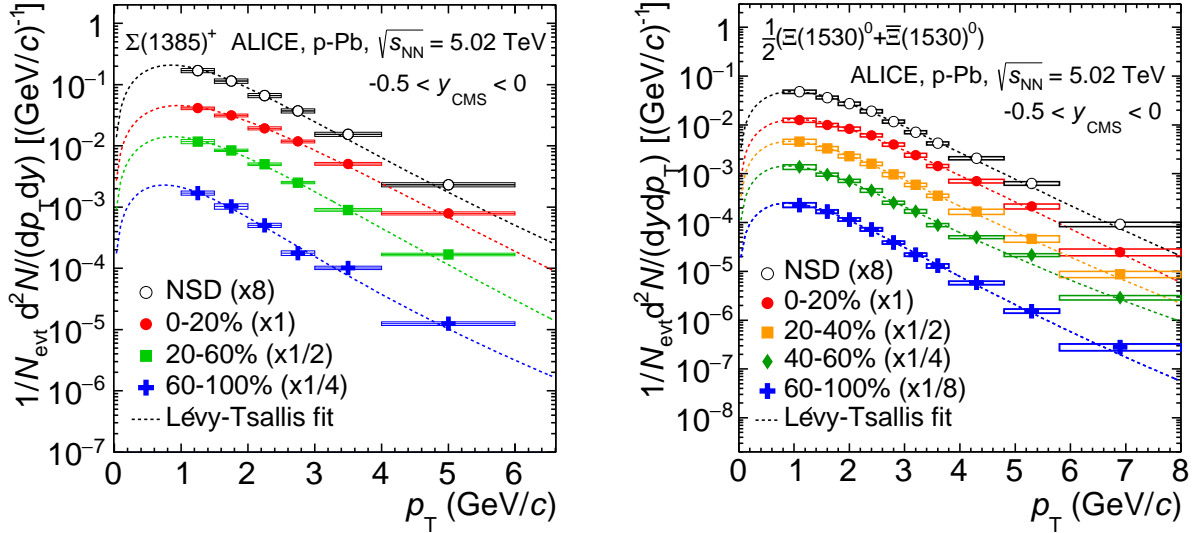 1/N_evt d²N/(dp_T dy) [(GeV/c)⁻¹]
Σ(1385)⁺ ALICE, p-Pb, √s_NN = 5.02 TeV
-0.5 < y_CMS < 0
1
10⁻¹
10⁻²
10⁻³
10⁻⁴
10⁻⁵
10⁻⁶
10⁻⁷
NSD (x8)
0-20% (x1)
20-60% (x1/2)
60-100% (x1/4)
Lévy-Tsallis fit
0 1 2 3 4 5 6
p_T (GeV/c)
1/N_evt d²N/(dydp_T) [(GeV/c)⁻¹]
½(Ξ(1530)⁰+Ξ̅(1530)⁰)
ALICE, p-Pb, √s_NN = 5.02 TeV
-0.5 < y_CMS < 0
1
10⁻¹
10⁻²
10⁻³
10⁻⁴
10⁻⁵
10⁻⁶
10⁻⁷
10⁻⁸
NSD (x8)
0-20% (x1)
20-40% (x1/2)
40-60% (x1/4)
60-100% (x1/8)
Lévy-Tsallis fit
0 1 2 3 4 5 6 7 8
p_T (GeV/c)